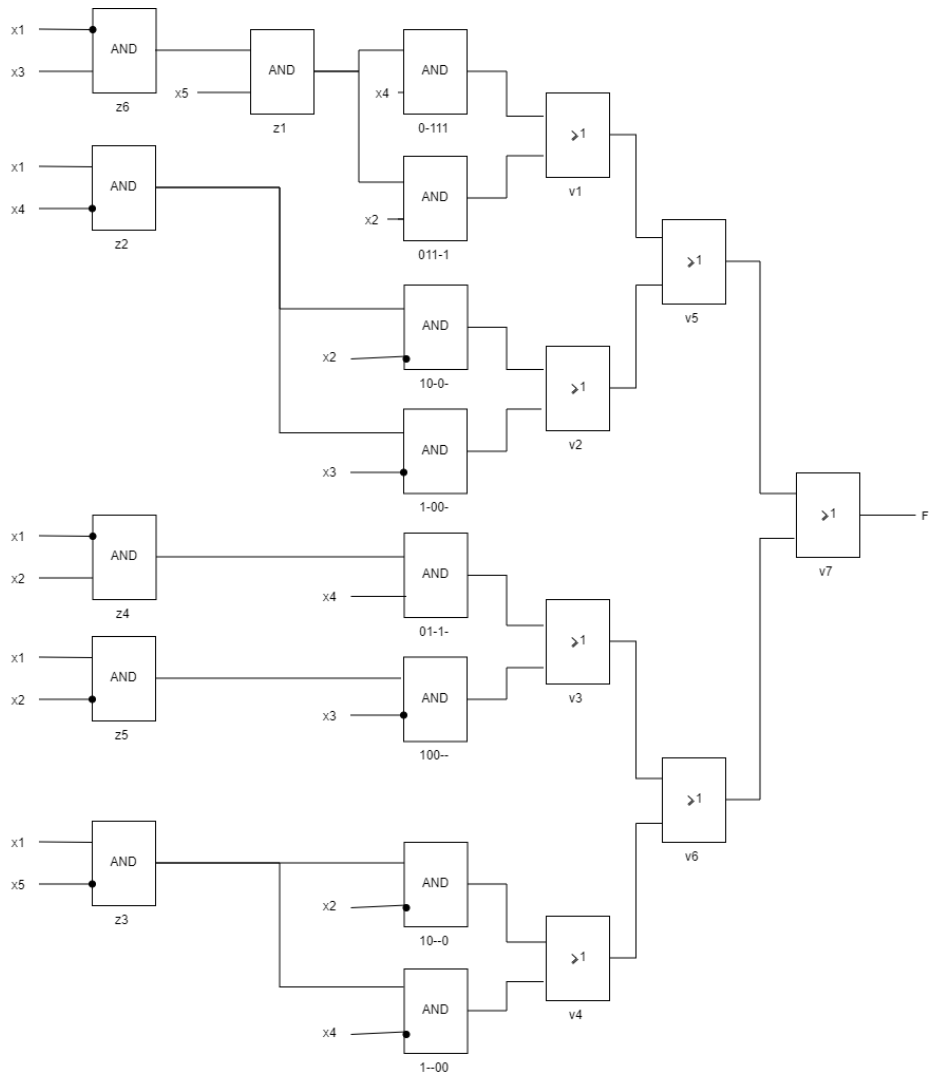 x1
AND
x3
z6
AND
x5
z1
AND
x4
0-111
≥1
v1
x1
AND
x4
z2
AND
x2
011-1
≥1
v5
AND
x2
10-0-
≥1
v2
AND
x3
1-00-
≥1
F
v7
x1
AND
x2
z4
AND
x4
01-1-
≥1
v3
x1
AND
x2
z5
AND
x3
100--
≥1
v6
x1
AND
x5
z3
AND
x2
10--0
≥1
v4
AND
x4
1--00